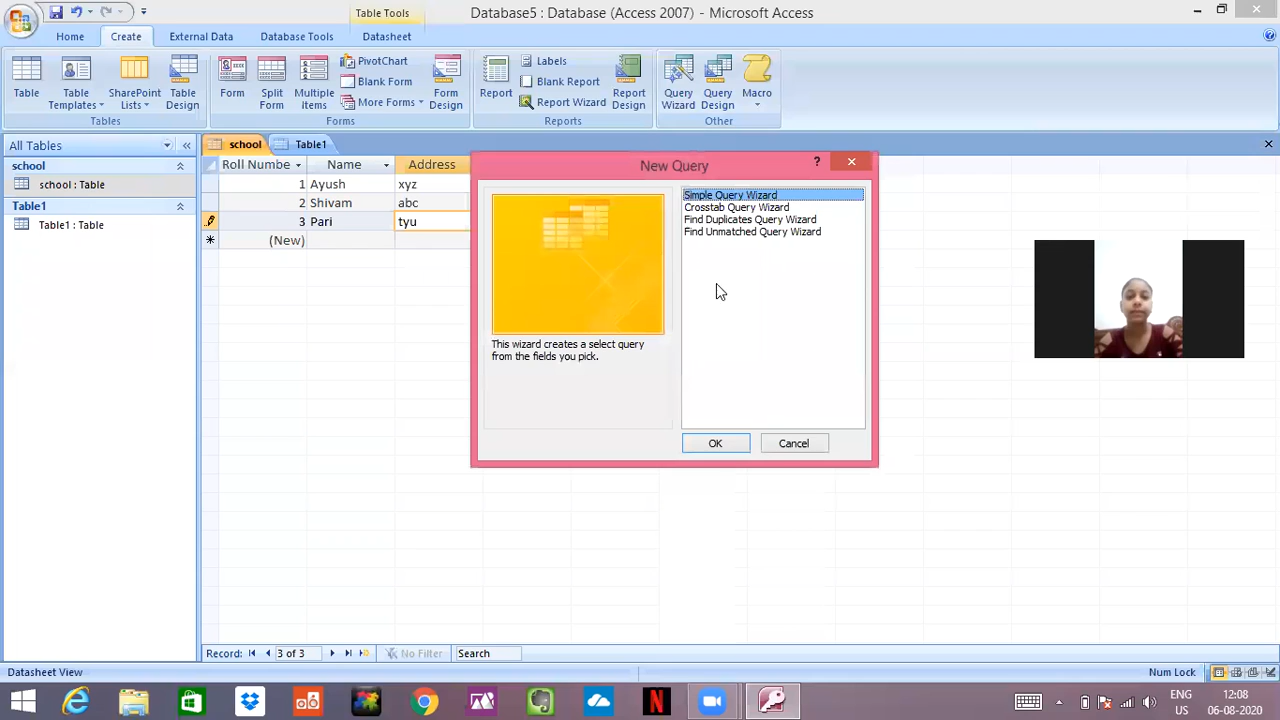 Table Tools
Database5 : Database (Access 2007) - Microsoft Access
Home
Create
External Data
Database Tools
Datasheet
Table
Table Templates
SharePoint Lists
Table Design
Tables
Form
Split Form
Multiple Items
PivotChart
Blank Form
More Forms
Form Design
Forms
Report
Labels
Blank Report
Report Wizard
Report Design
Reports
Query Wizard
Query Design
Macro
Other
All Tables
school
school : Table
Table1
Table1 : Table
school
Table1
Roll Numbe
Name
Address
1 Ayush xyz
2 Shivam abc
3 Pari tyu
(New)
New Query
?
Simple Query Wizard
Crosstab Query Wizard
Find Duplicates Query Wizard
Find Unmatched Query Wizard
This wizard creates a select query
from the fields you pick.
OK
Cancel
Record:
3 of 3
No Filter
Search
Datasheet View
Num Lock
ENG
US
12:08
06-08-2020